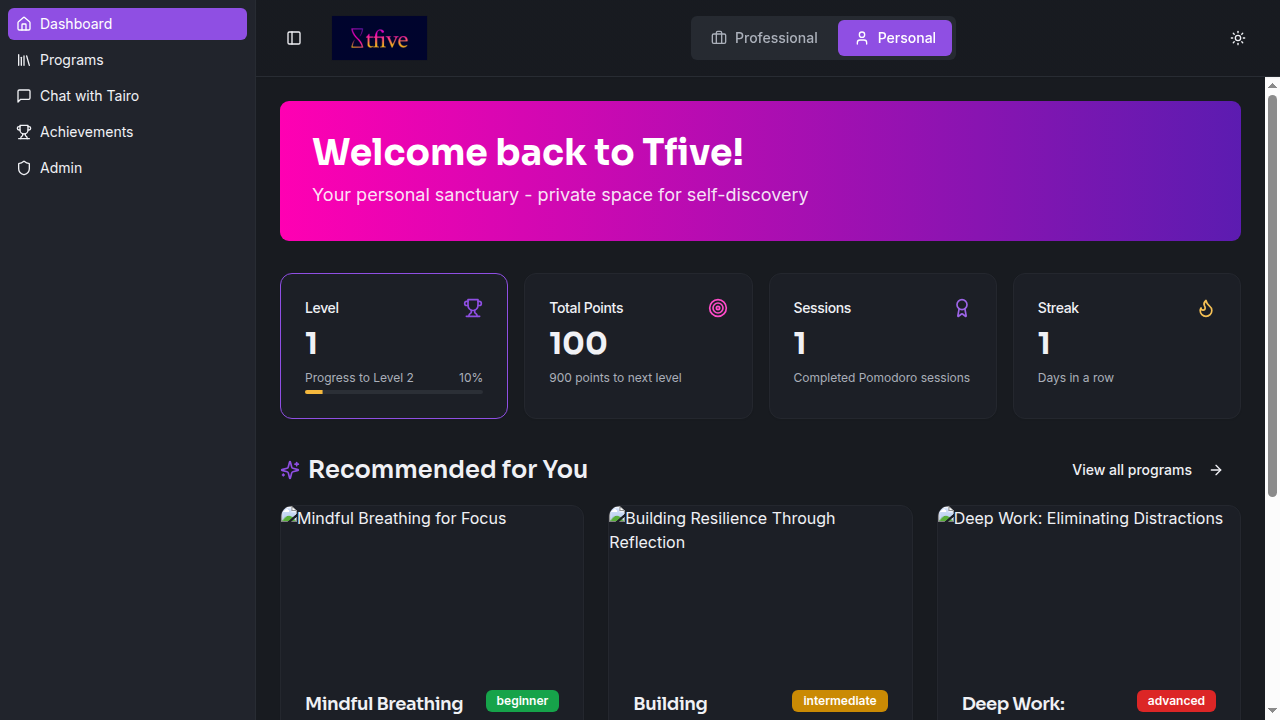 Dashboard
Programs
Chat with Tairo
Achievements
Admin
tfive
Professional
Personal
Welcome back to Tfive!
Your personal sanctuary - private space for self-discovery
Level
1
Progress to Level 2
10%
Total Points
100
900 points to next level
Sessions
1
Completed Pomodoro sessions
Streak
1
Days in a row
Recommended for You
View all programs
Mindful Breathing for Focus
Building Resilience Through
Reflection
Deep Work: Eliminating Distractions
Mindful Breathing
beginner
Building
intermediate
Deep Work:
advanced